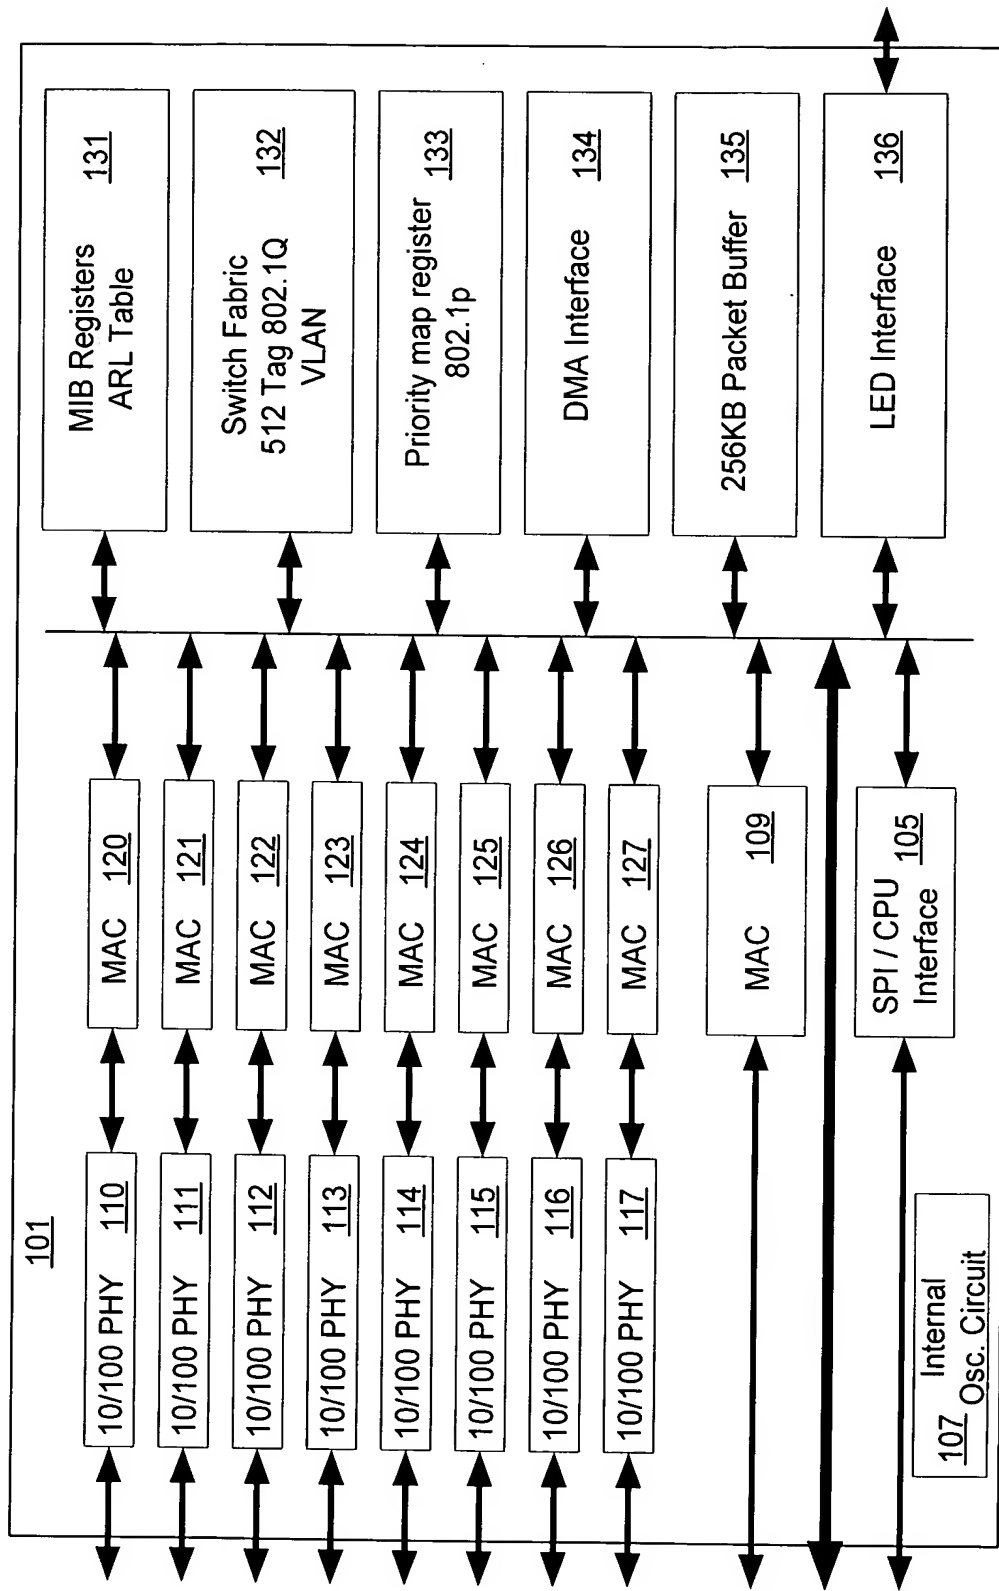 101
10/100 PHY 110
MAC 120
10/100 PHY 111
MAC 121
10/100 PHY 112
MAC 122
10/100 PHY 113
MAC 123
10/100 PHY 114
MAC 124
10/100 PHY 115
MAC 125
10/100 PHY 116
MAC 126
10/100 PHY 117
MAC 127
MAC 109
SPI / CPU
Interface 105
Internal
107 Osc. Circuit
MIB Registers 131
ARL Table
Switch Fabric 132
512 Tag 802.1Q
VLAN
Priority map register 133
802.1p
DMA Interface 134
256KB Packet Buffer 135
LED Interface 136